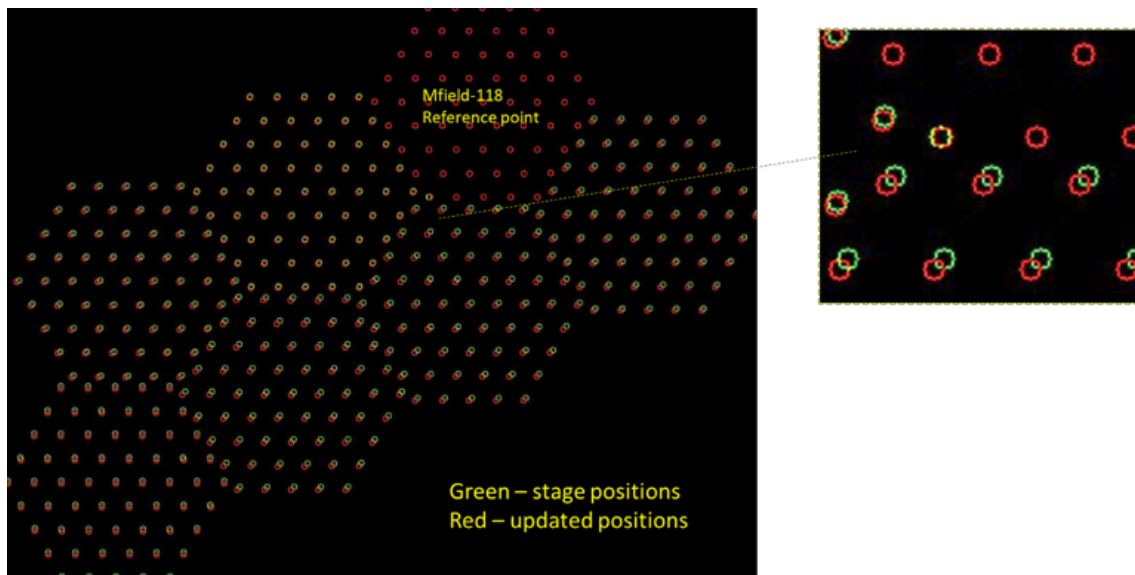 Mfield-118
Reference point
Green – stage positions
Red – updated positions